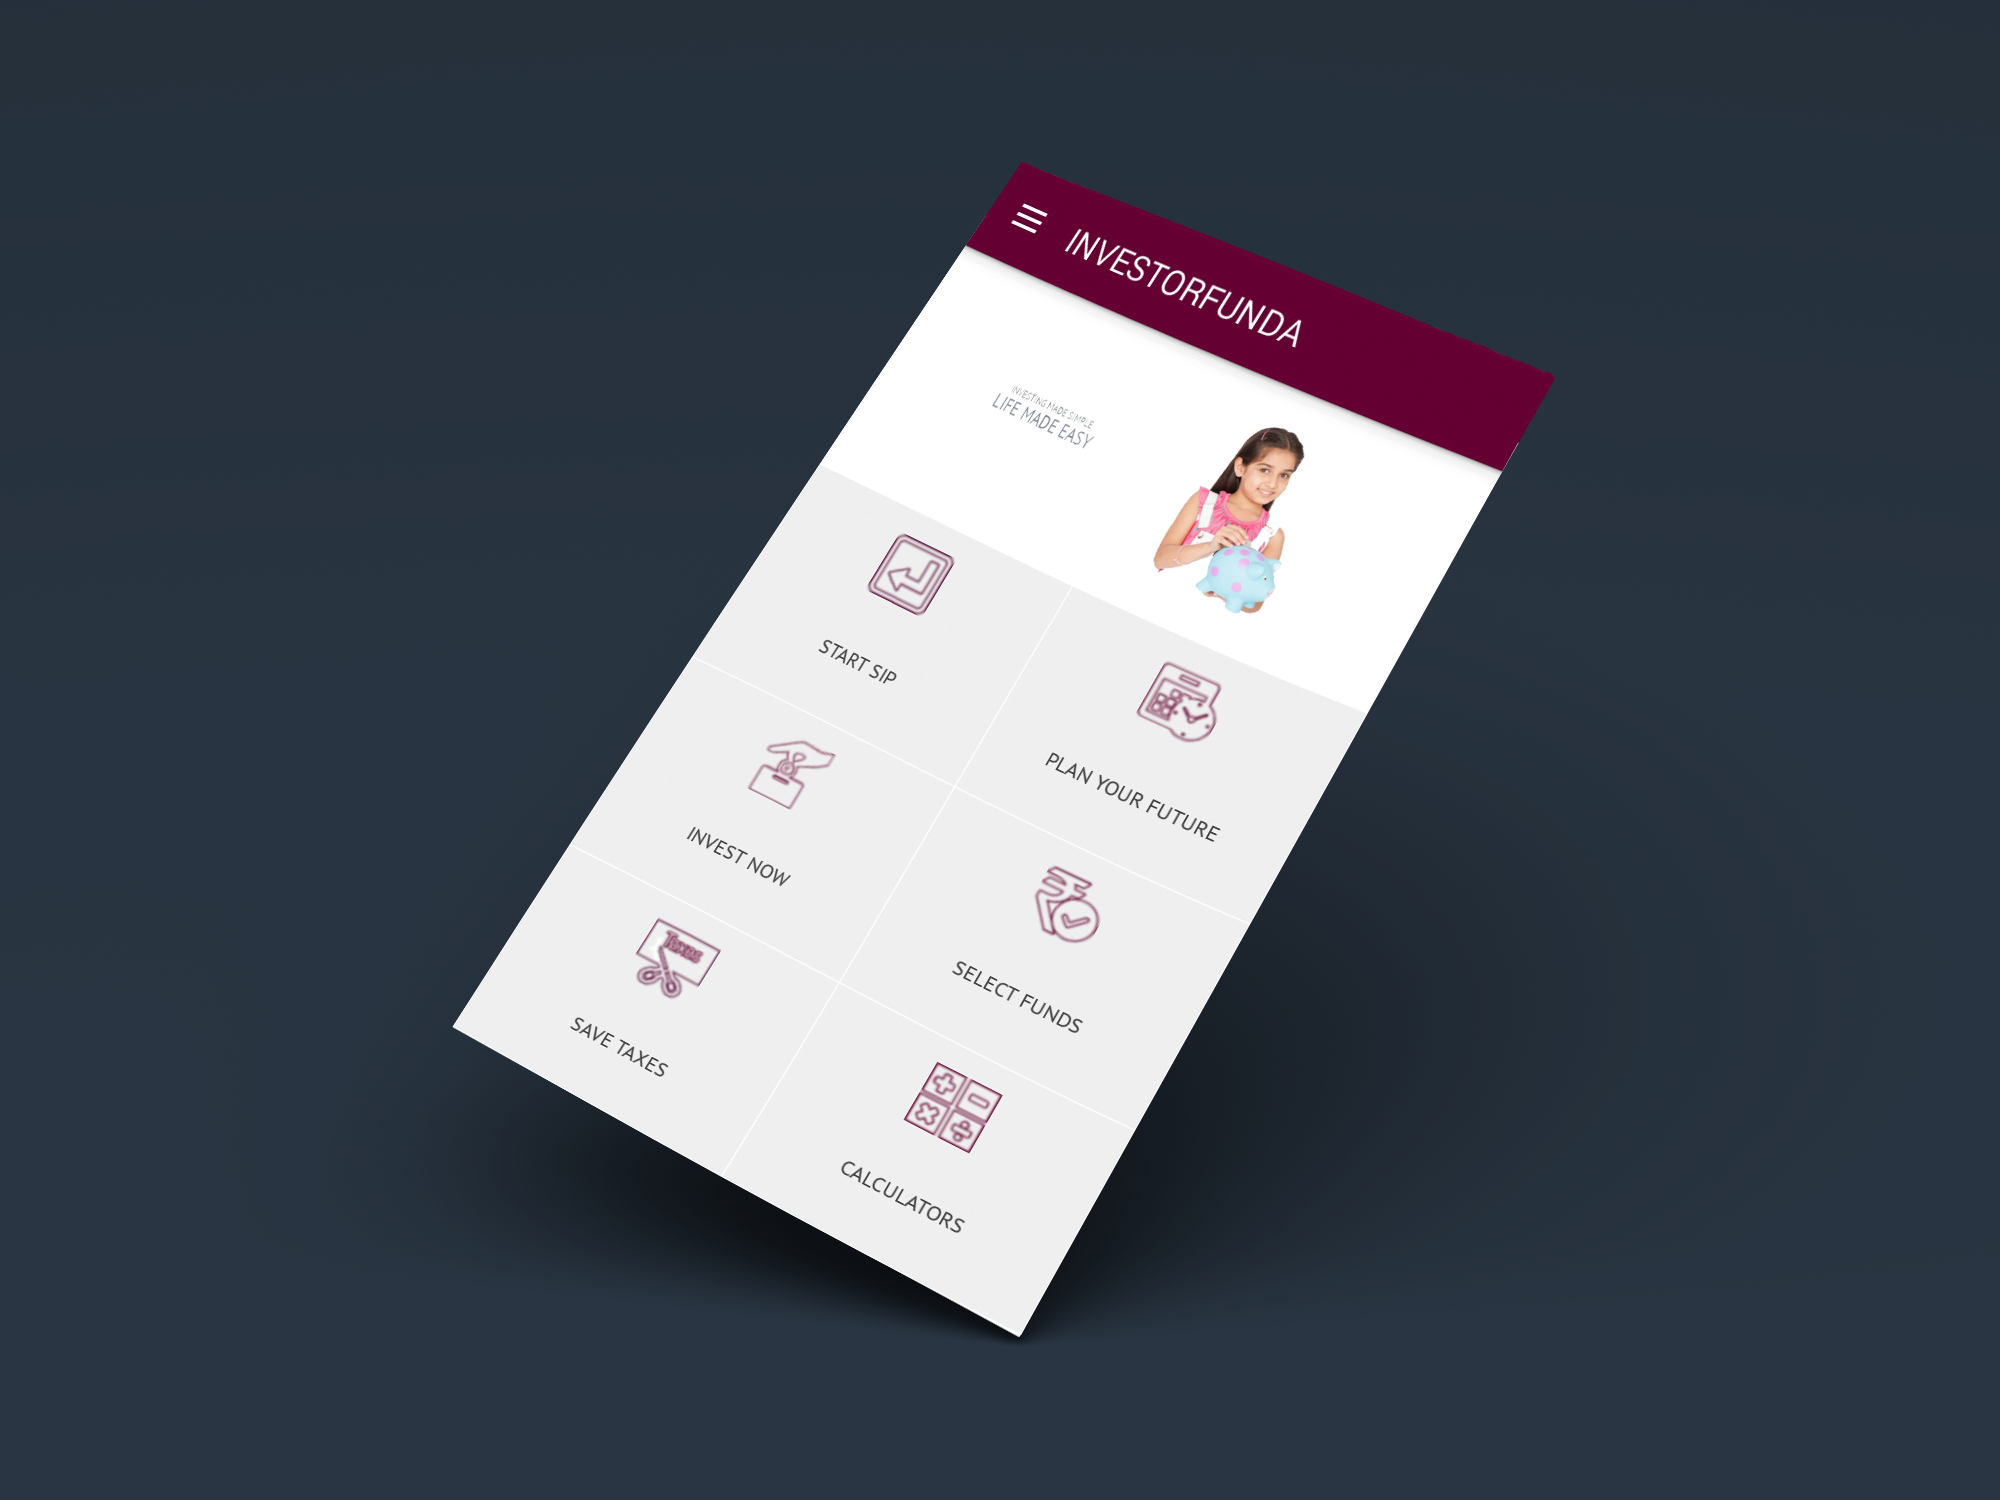 INVESTORFUNDA
INVESTING MADE SIMPLE
LIFE MADE EASY
START SIP
PLAN YOUR FUTURE
INVEST NOW
SELECT FUNDS
Taxes
SAVE TAXES
CALCULATORS